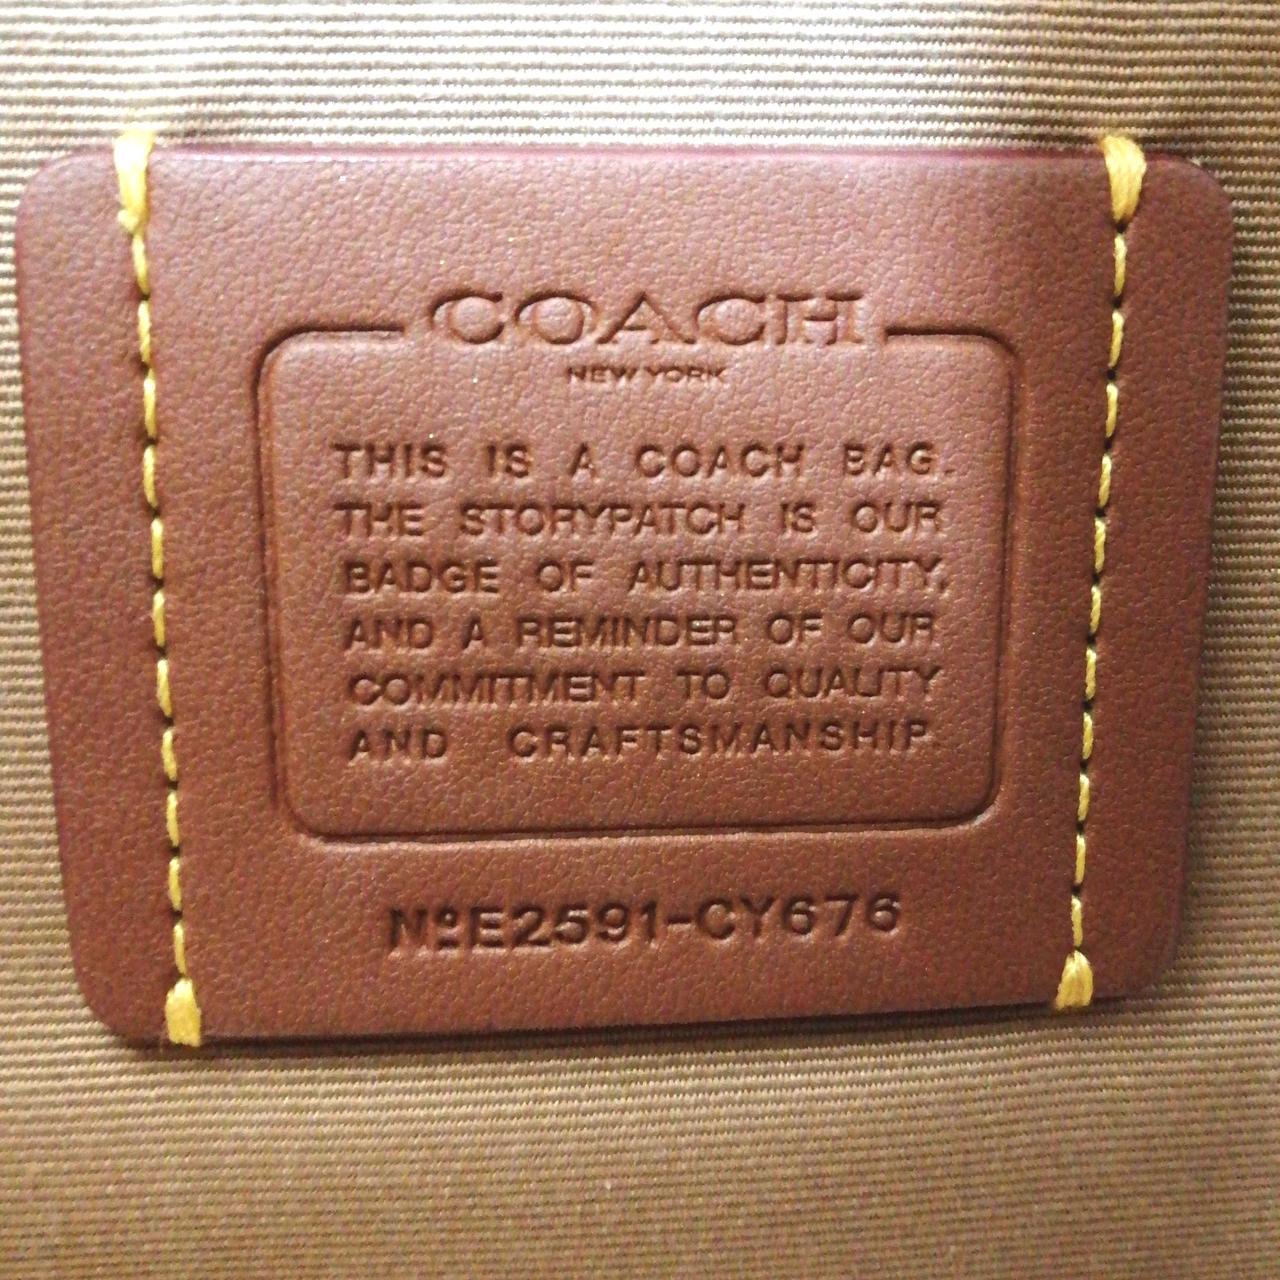 COACH
NEW YORK
THIS IS A COACH BAG.
THE STORYPATCH IS OUR
BADGE OF AUTHENTICITY,
AND A REMINDER OF OUR
COMMITMENT TO QUALITY
AND CRAFTSMANSHIP.
NºE2591-CY676